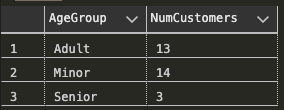 AgeGroup NumCustomers
1 Adult 13
2 Minor 14
3 Senior 3